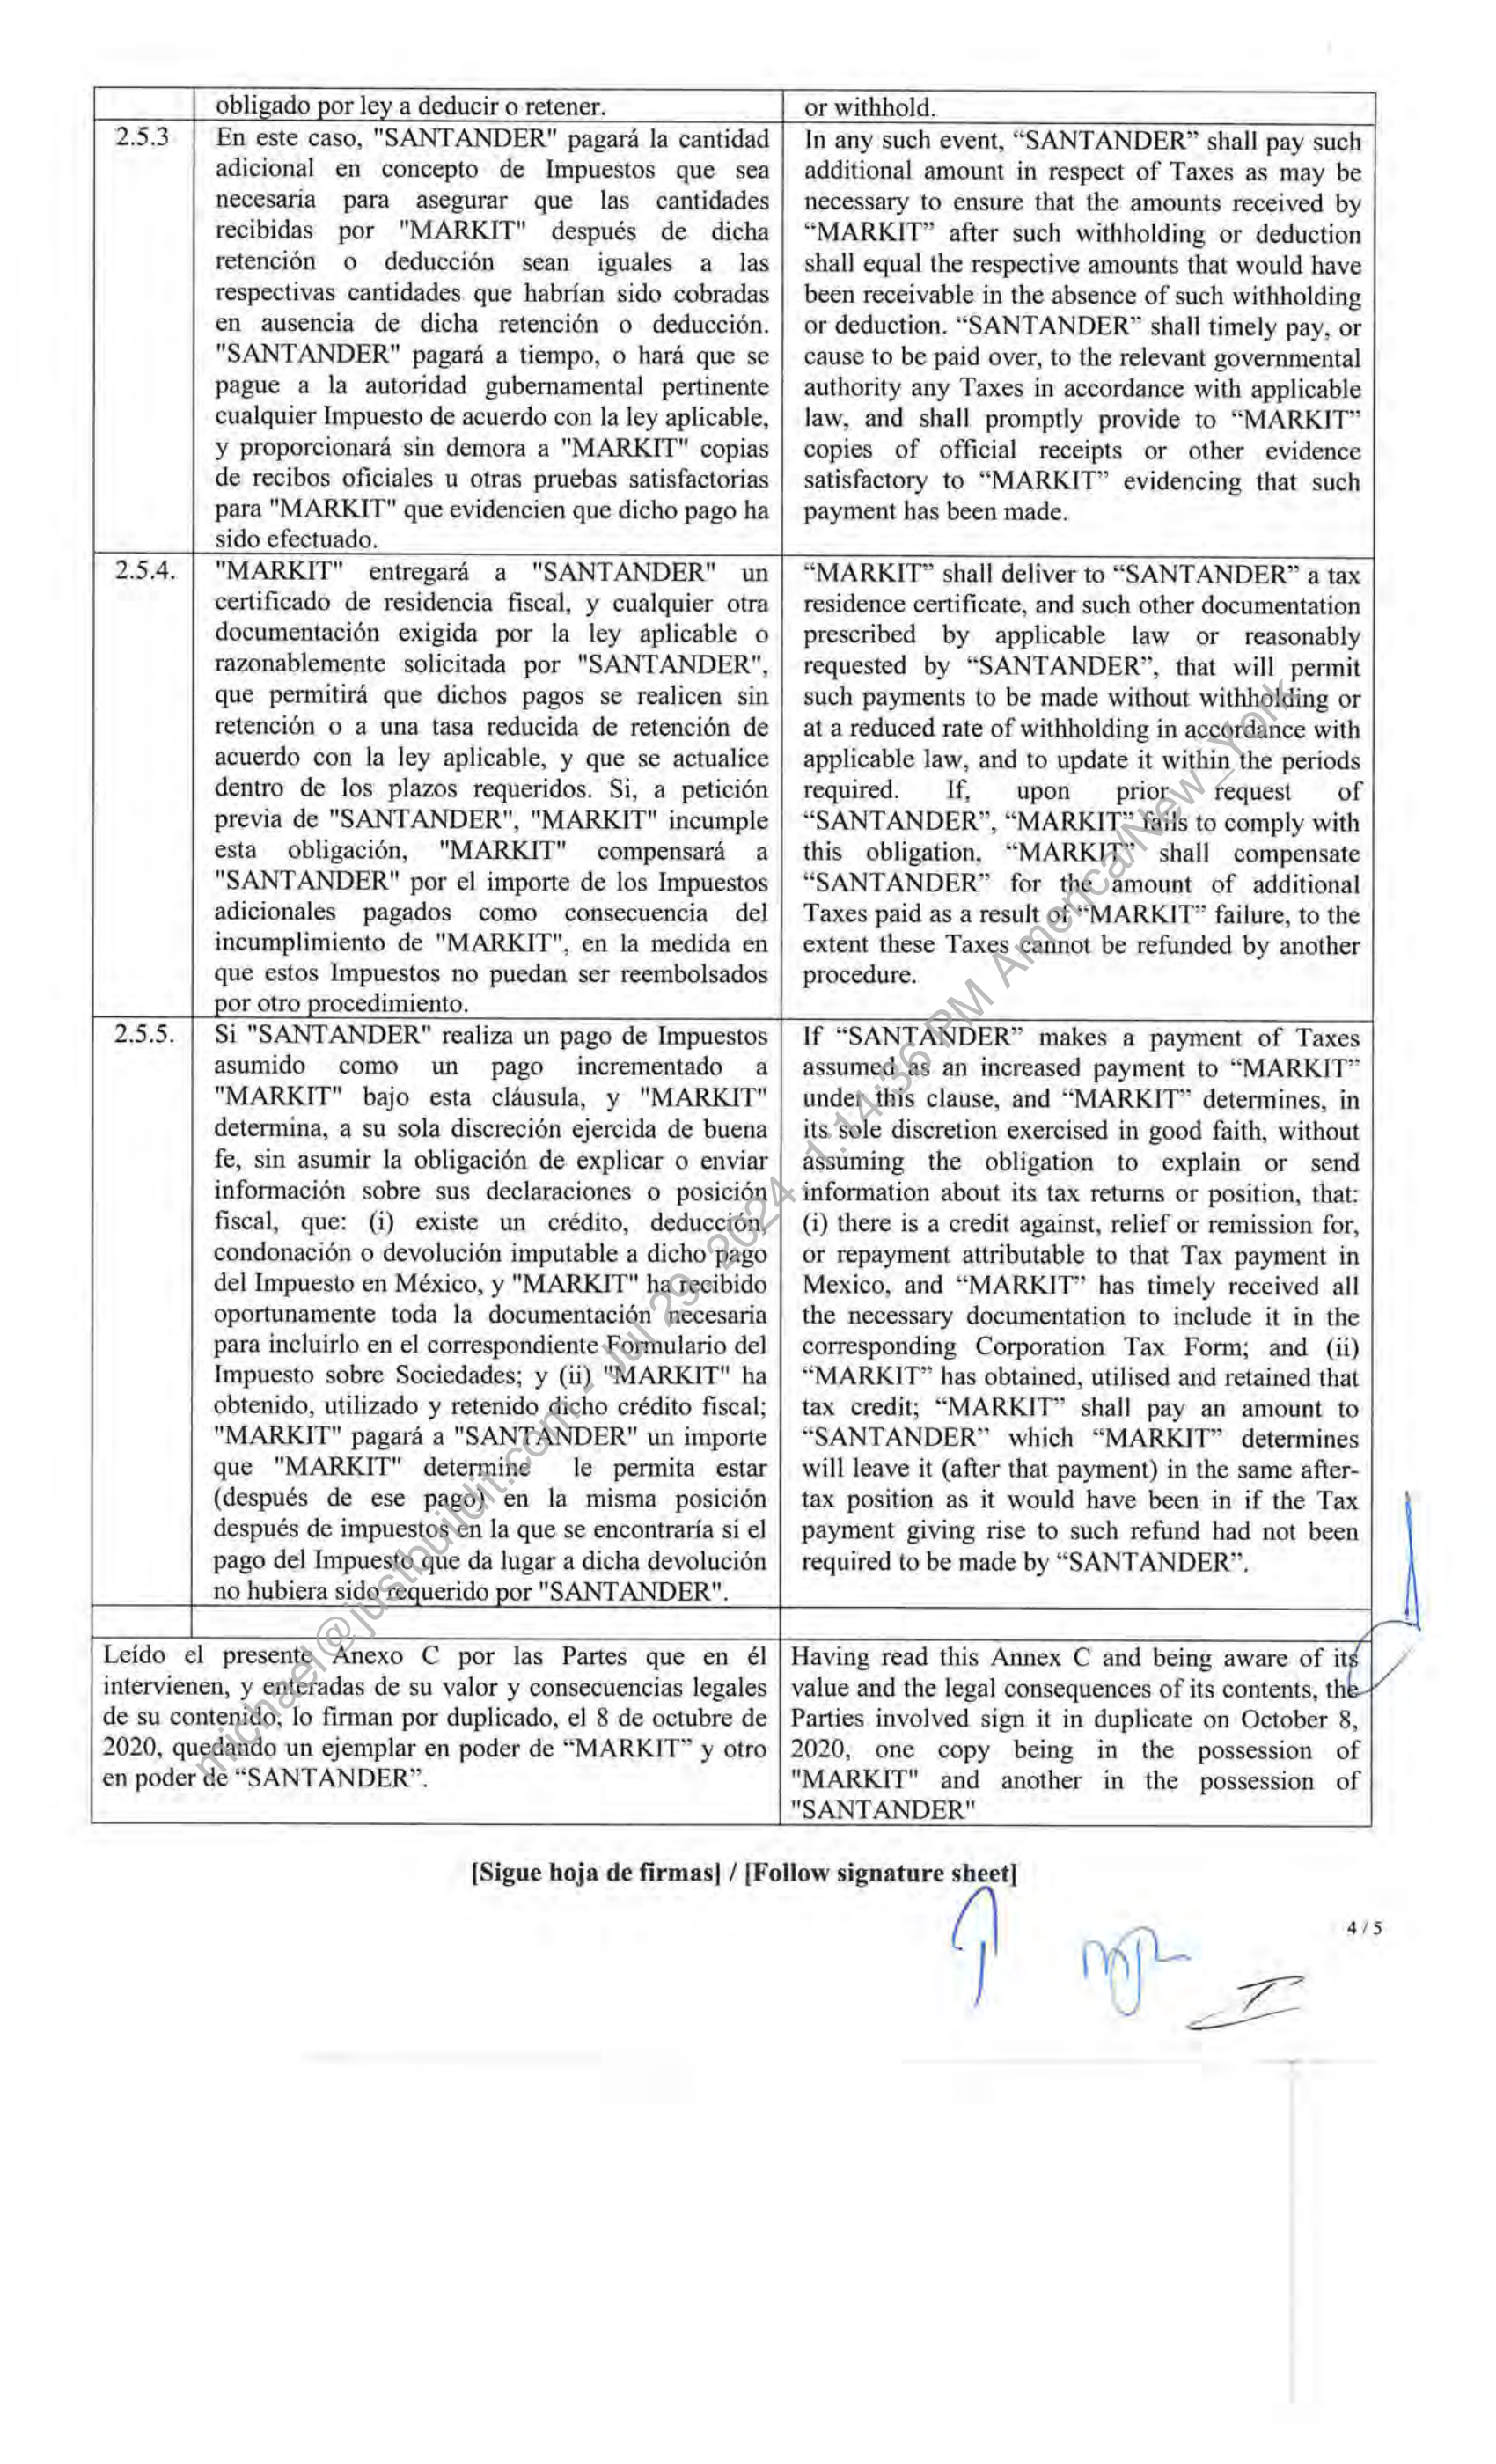 obligado por ley a deducir o retener.
or withhold.
2.5.3
En este caso, "SANTANDER" pagará la cantidad
adicional en concepto de Impuestos que sea
necesaria para asegurar que las cantidades
recibidas por "MARKIT" después de dicha
retención o deducción sean iguales a las
respectivas cantidades que habrían sido cobradas
en ausencia de dicha retención o deducción.
"SANTANDER" pagará a tiempo, o hará que se
pague a la autoridad gubernamental pertinente
cualquier Impuesto de acuerdo con la ley aplicable,
y proporcionará sin demora a "MARKIT" copias
de recibos oficiales u otras pruebas satisfactorias
para "MARKIT" que evidencien que dicho pago ha
sido efectuado.
In any such event, “SANTANDER” shall pay such
additional amount in respect of Taxes as may be
necessary to ensure that the amounts received by
“MARKIT” after such withholding or deduction
shall equal the respective amounts that would have
been receivable in the absence of such withholding
or deduction. “SANTANDER” shall timely pay, or
cause to be paid over, to the relevant governmental
authority any Taxes in accordance with applicable
law, and shall promptly provide to “MARKIT”
copies of official receipts or other evidence
satisfactory to “MARKIT” evidencing that such
payment has been made.
2.5.4.
"MARKIT" entregará a "SANTANDER" un
certificado de residencia fiscal, y cualquier otra
documentación exigida por la ley aplicable o
razonablemente solicitada por "SANTANDER",
que permitirá que dichos pagos se realicen sin
retención o a una tasa reducida de retención de
acuerdo con la ley aplicable, y que se actualice
dentro de los plazos requeridos. Si, a petición
previa de "SANTANDER", "MARKIT" incumple
esta obligación, "MARKIT" compensará a
"SANTANDER" por el importe de los Impuestos
adicionales pagados como consecuencia del
incumplimiento de "MARKIT", en la medida en
que estos Impuestos no puedan ser reembolsados
por otro procedimiento.
“MARKIT” shall deliver to “SANTANDER” a tax
residence certificate, and such other documentation
prescribed by applicable law or reasonably
requested by “SANTANDER”, that will permit
such payments to be made without withholding or
at a reduced rate of withholding in accordance with
applicable law, and to update it within the periods
required. If, upon prior request of
“SANTANDER”, “MARKIT” fails to comply with
this obligation, “MARKIT” shall compensate
“SANTANDER” for the amount of additional
Taxes paid as a result of “MARKIT” failure, to the
extent these Taxes cannot be refunded by another
procedure.
2.5.5.
Si "SANTANDER" realiza un pago de Impuestos
asumido como un pago incrementado a
"MARKIT" bajo esta cláusula, y "MARKIT"
determina, a su sola discreción ejercida de buena
fe, sin asumir la obligación de explicar o enviar
información sobre sus declaraciones o posición
fiscal, que: (i) existe un crédito, deducción,
condonación o devolución imputable a dicho pago
del Impuesto en México, y "MARKIT" ha recibido
oportunamente toda la documentación necesaria
para incluirlo en el correspondiente Formulario del
Impuesto sobre Sociedades; y (ii) "MARKIT" ha
obtenido, utilizado y retenido dicho crédito fiscal;
"MARKIT" pagará a "SANTANDER" un importe
que "MARKIT" determine le permita estar
(después de ese pago) en la misma posición
después de impuestos en la que se encontraría si el
pago del Impuesto que da lugar a dicha devolución
no hubiera sido requerido por "SANTANDER".
If “SANTANDER” makes a payment of Taxes
assumed as an increased payment to “MARKIT”
under this clause, and “MARKIT” determines, in
its sole discretion exercised in good faith, without
assuming the obligation to explain or send
information about its tax returns or position, that:
(i) there is a credit against, relief or remission for,
or repayment attributable to that Tax payment in
Mexico, and “MARKIT” has timely received all
the necessary documentation to include it in the
corresponding Corporation Tax Form; and (ii)
“MARKIT” has obtained, utilised and retained that
tax credit; “MARKIT” shall pay an amount to
“SANTANDER” which “MARKIT” determines
will leave it (after that payment) in the same after-
tax position as it would have been in if the Tax
payment giving rise to such refund had not been
required to be made by “SANTANDER”.
Leído el presente Anexo C por las Partes que en él
intervienen, y enteradas de su valor y consecuencias legales
de su contenido, lo firman por duplicado, el 8 de octubre de
2020, quedando un ejemplar en poder de “MARKIT” y otro
en poder de “SANTANDER”.
Having read this Annex C and being aware of its
value and the legal consequences of its contents, the
Parties involved sign it in duplicate on October 8,
2020, one copy being in the possession of
"MARKIT" and another in the possession of
"SANTANDER"
[Sigue hoja de firmas] / [Follow signature sheet]
4 / 5
michael@justbuildit.com - Jul 29, 2024, 1:14:36 PM America/New_York